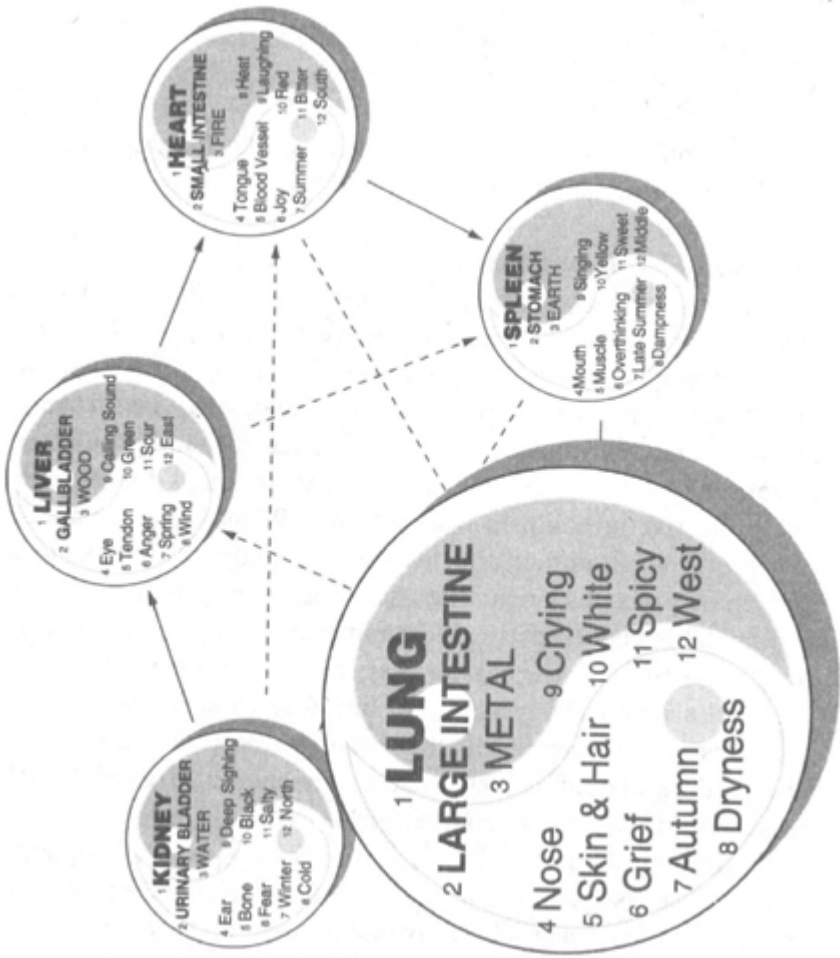 1 LIVER
2 GALLBLADDER
3 WOOD
4 Eye 9 Calling Sound
5 Tendon 10 Green
6 Anger 11 Sour
7 Spring 12 East
8 Wind
1 HEART
2 SMALL INTESTINE
3 FIRE
4 Tongue 8 Heat
5 Blood Vessel 9 Laughing
6 Joy 10 Red
7 Summer 11 Bitter
12 South
1 SPLEEN
2 STOMACH
3 EARTH
4 Mouth 9 Singing
5 Muscle 10 Yellow
6 Overthinking 11 Sweet
7 Late Summer 12 Middle
8 Dampness
1 LUNG
2 LARGE INTESTINE
3 METAL
4 Nose 9 Crying
5 Skin & Hair 10 White
6 Grief 11 Spicy
7 Autumn 12 West
8 Dryness
1 KIDNEY
2 URINARY BLADDER
3 WATER
4 Ear 9 Deep Sighing
5 Bone 10 Black
6 Fear 11 Salty
7 Winter 12 North
8 Cold